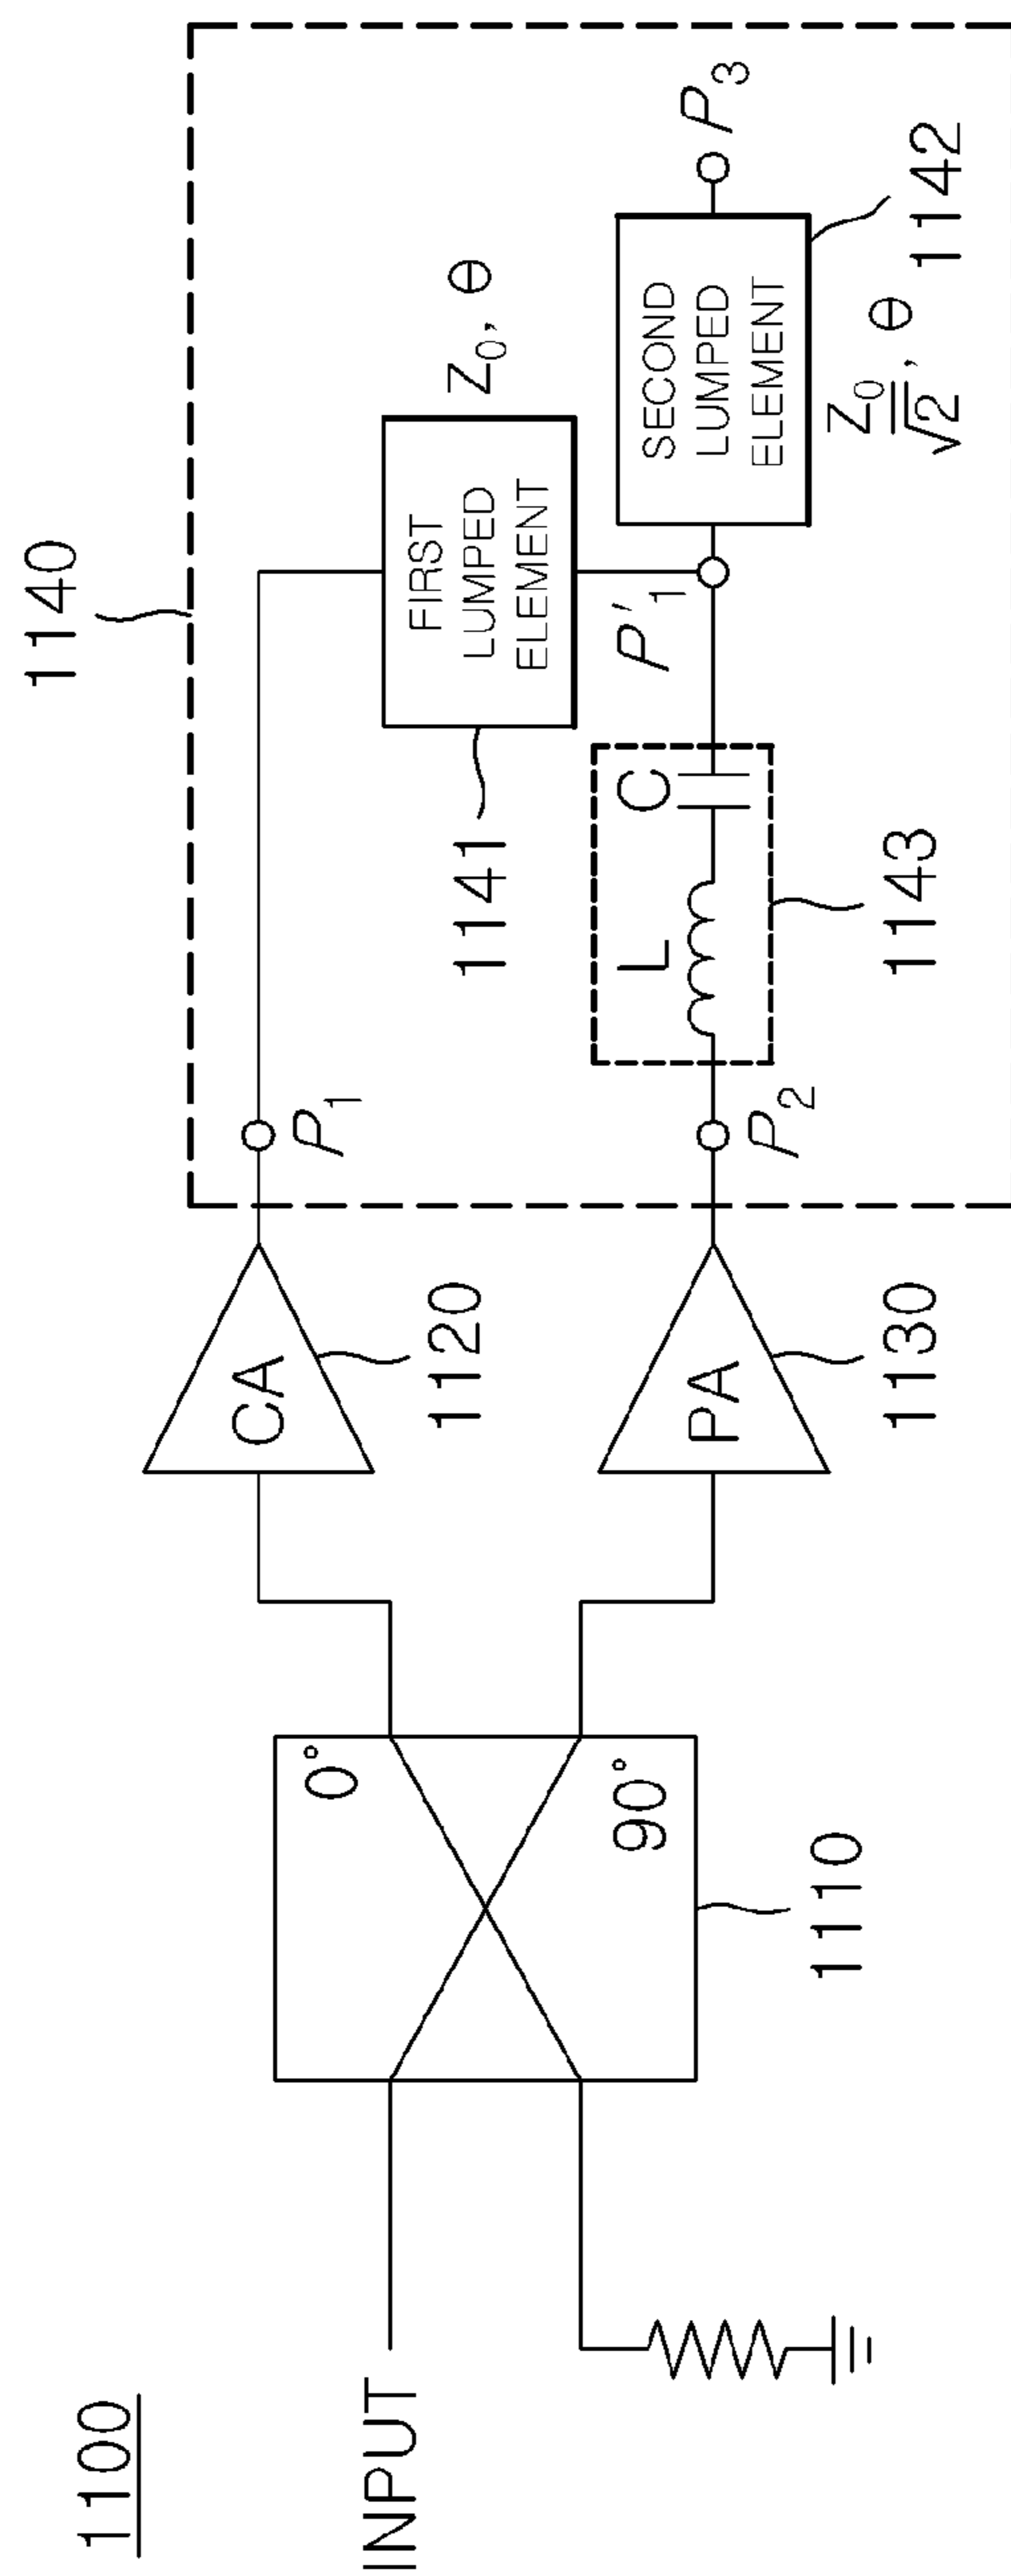 1100
INPUT
0°
90°
1110
CA
1120
PA
1130
1140
P1
P2
L
C
1143
FIRST
LUMPED
ELEMENT
1141
Z0, Θ
P'1
SECOND
LUMPED
ELEMENT
Z0/√2, Θ
1142
P3